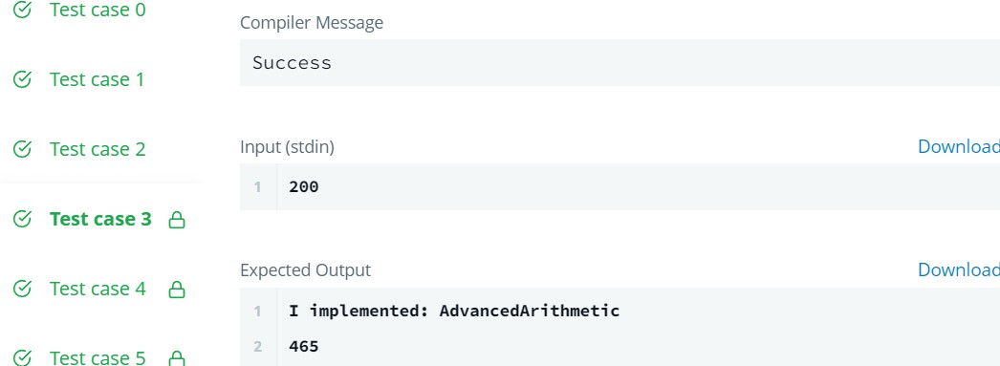 Test case 0
Test case 1
Test case 2
Test case 3
Test case 4
Test case 5
Compiler Message
Success
Input (stdin)
Download
1 200
Expected Output
Download
1 I implemented: AdvancedArithmetic
2 465